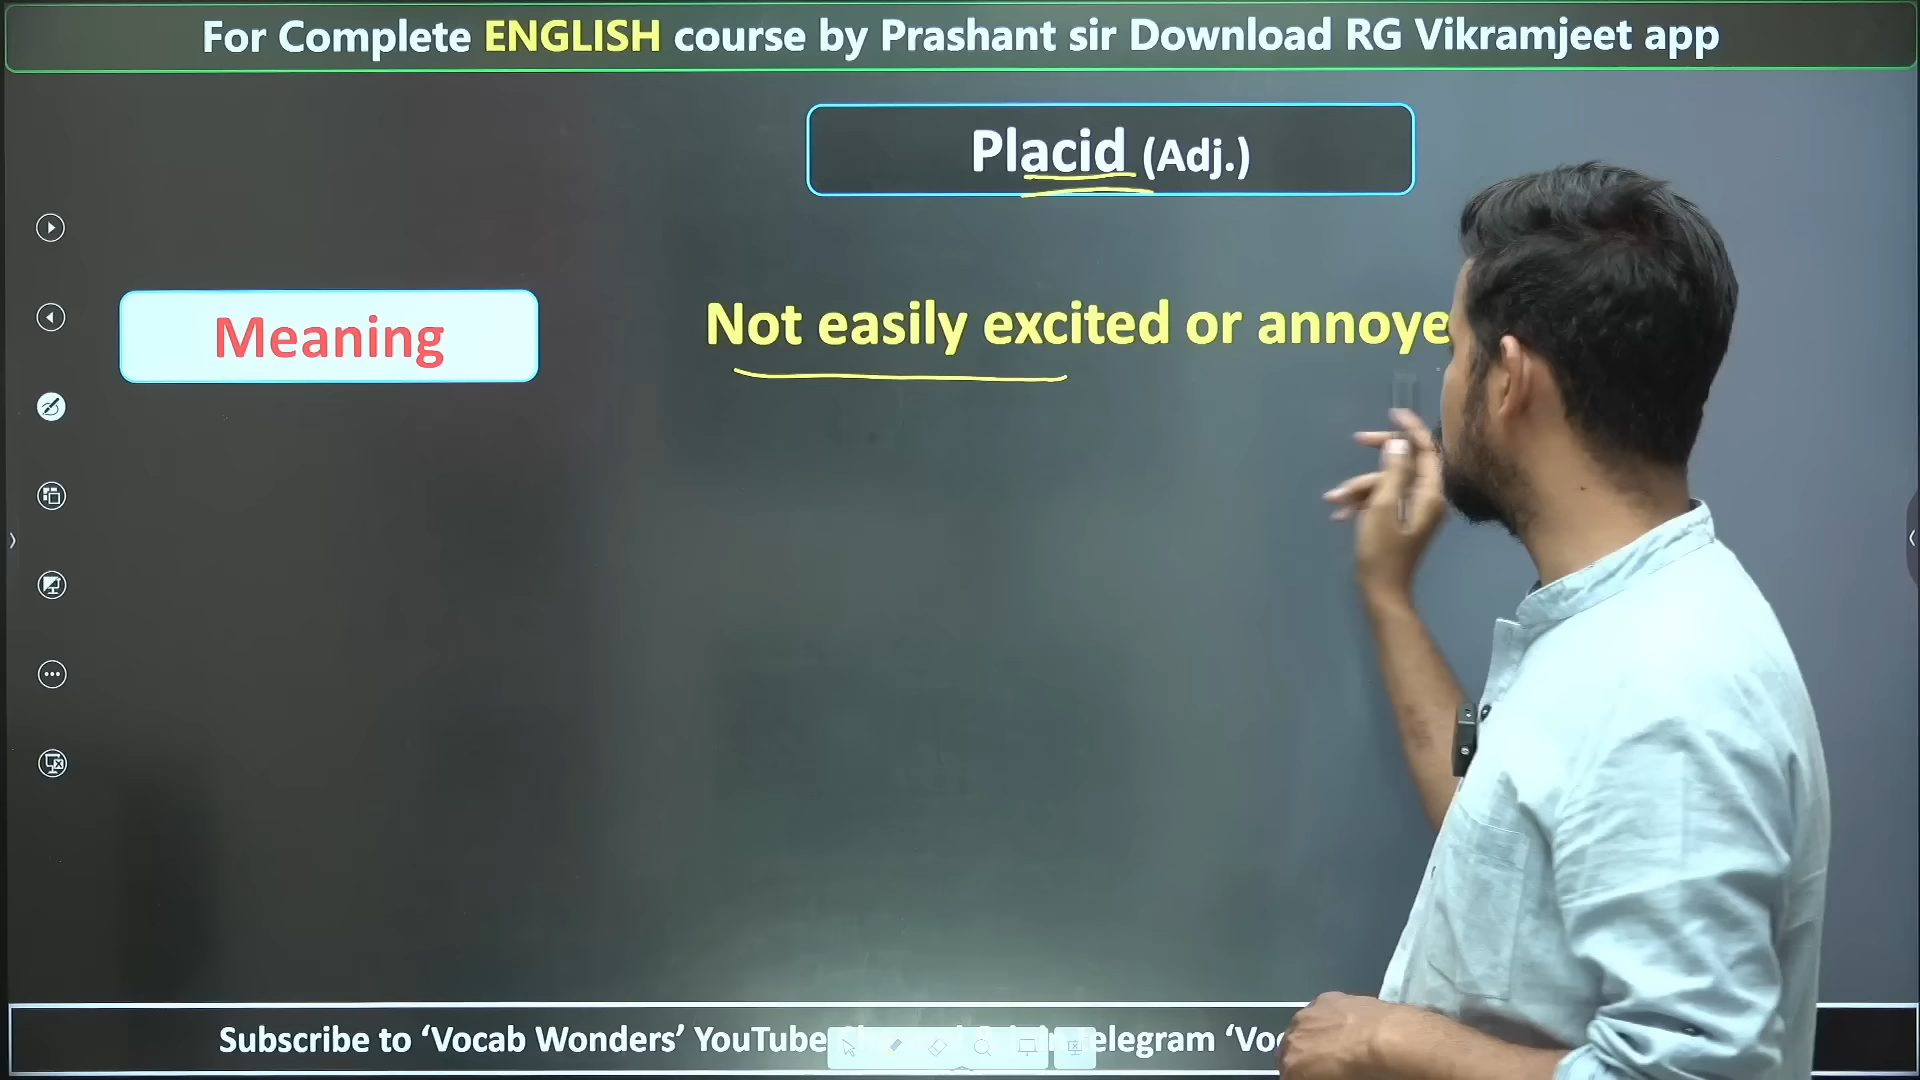 For Complete ENGLISH course by Prashant sir Download RG Vikramjeet app
Placid (Adj.)
Meaning
Not easily excited or annoye
Subscribe to ‘Vocab Wonders’ YouTube elegram ‘Voc